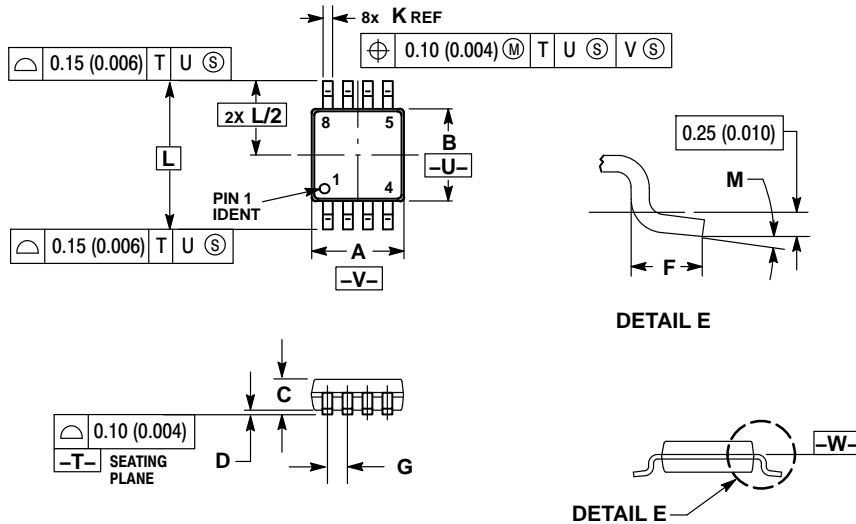 8x K REF
⌖ 0.10 (0.004) Ⓜ T U Ⓢ V Ⓢ
⌓ 0.15 (0.006) T U Ⓢ
2X L/2
8 5
B
–U–
L
PIN 1
IDENT
1
4
⌓ 0.15 (0.006) T U Ⓢ
A
–V–
0.25 (0.010)
M
F
DETAIL E
C
⌓ 0.10 (0.004)
–T– SEATING
PLANE
D
G
–W–
DETAIL E